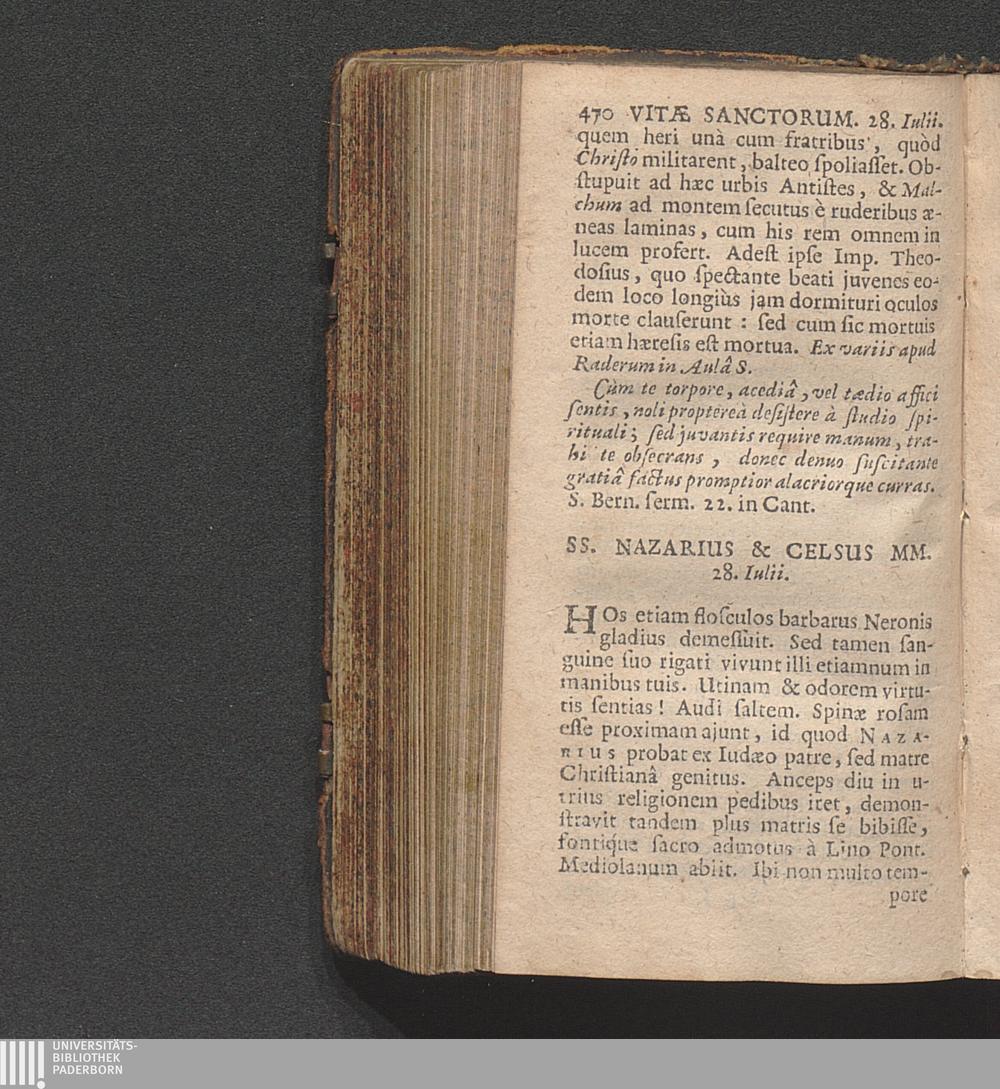 470 VITÆ SANCTORUM. 28. Iulii.
quem heri unà cum fratribus, quòd
Chriſto militarent, balteo ſpoliaſſet. Ob-
ſtupuit ad hæc urbis Antiſtes, & Mal-
chum ad montem ſecutus è ruderibus æ-
neas laminas, cum his rem omnem in
lucem profert. Adeſt ipſe Imp. Theo-
doſius, quo ſpectante beati juvenes eo-
dem loco longiùs jam dormituri oculos
morte clauſerunt : ſed cum ſic mortuis
etiam hæreſis eſt mortua. Ex variis apud
Raderum in Aulâ S.
Cùm te torpore, acediâ, vel tædio affici
ſentis, noli propterea deſiſtere à ſtudio ſpi-
rituali; ſed juvantis require manum, tra-
hi te obſecrans, donec denuo ſuſcitante
gratiâ factus promptior alacriorque curras.
S. Bern. ſerm. 22. in Cant.
SS. NAZARIUS & CELSUS MM.
28. Iulii.
HOs etiam floſculos barbarus Neronis
gladius demeſſuit. Sed tamen ſan-
guine ſuo rigati vivunt illi etiamnum in
manibus tuis. Utinam & odorem virtu-
tis ſentias! Audi ſaltem. Spinæ roſam
eſſe proximam ajunt, id quod NAZA-
RIUS probat ex Iudæo patre, ſed matre
Chriſtianâ genitus. Anceps diu in u-
trius religionem pedibus iret, demon-
ſtravit tandem plus matris ſe bibiſſe,
fontique ſacro admotus à Lino Pont.
Mediolanum abiit. Ibi non multo tem-
pore
UNIVERSITÄTS-
BIBLIOTHEK
PADERBORN